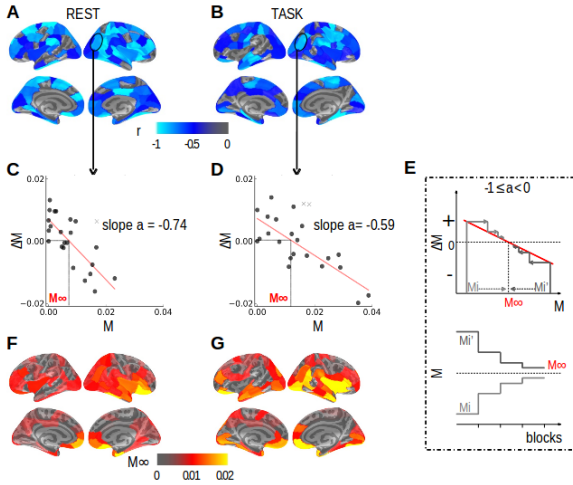 A REST
B TASK
r
-1 -0.5 0
C
D
E
0.02
0.00
-0.02
ΔM
slope a = -0.74
M∞
0.00 0.02 0.04
M
0.02
0.00
-0.02
ΔM
slope a= -0.59
M∞
0.00 0.02 0.04
M
-1≤a<0
+
0
-
ΔM
Mi
Mi'
M∞
M
Mi'
M∞
M
Mi
blocks
F
G
M∞
0 0.01 0.02